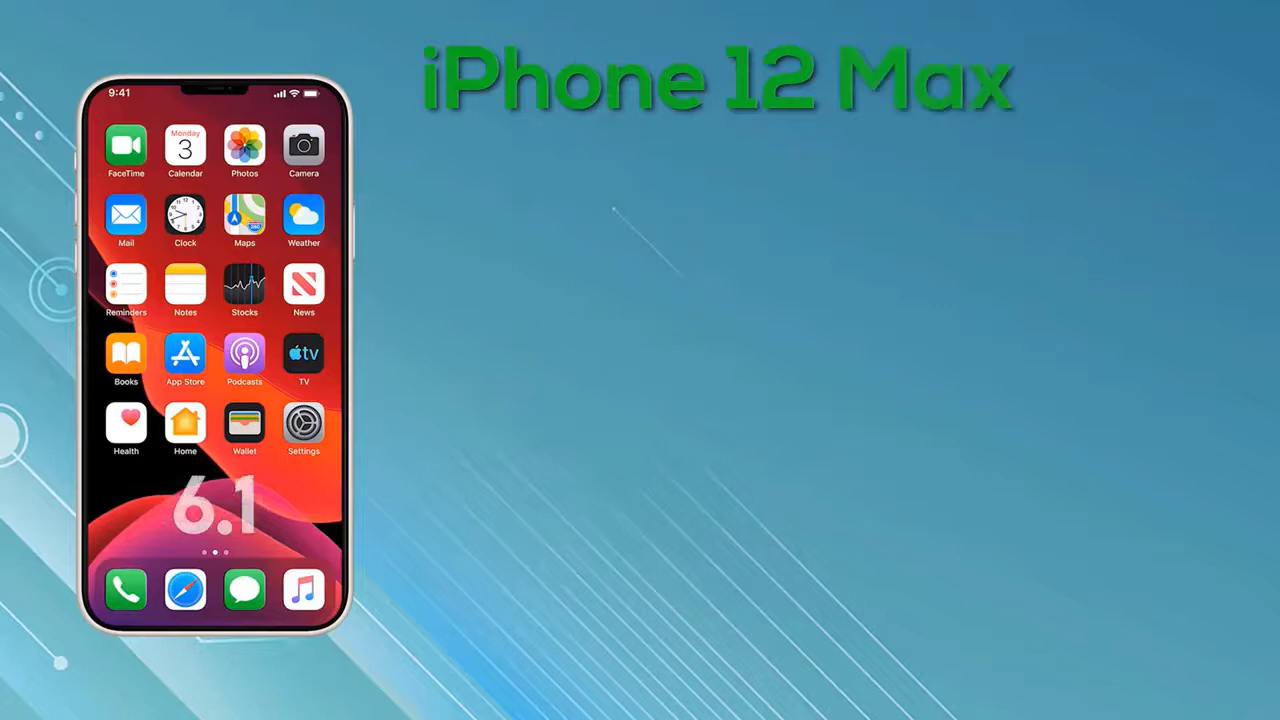 iPhone 12 Max
9:41
Monday
3
FaceTime Calendar Photos Camera
Mail Clock Maps Weather
Reminders Notes Stocks News
tv
Books App Store Podcasts TV
Health Home Wallet Settings
6.1